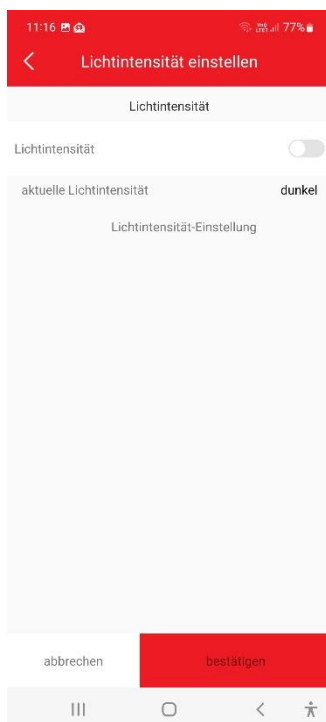 11:16 77%
Lichtintensität einstellen
Lichtintensität
Lichtintensität
aktuelle Lichtintensität dunkel
Lichtintensität-Einstellung
abbrechen bestätigen